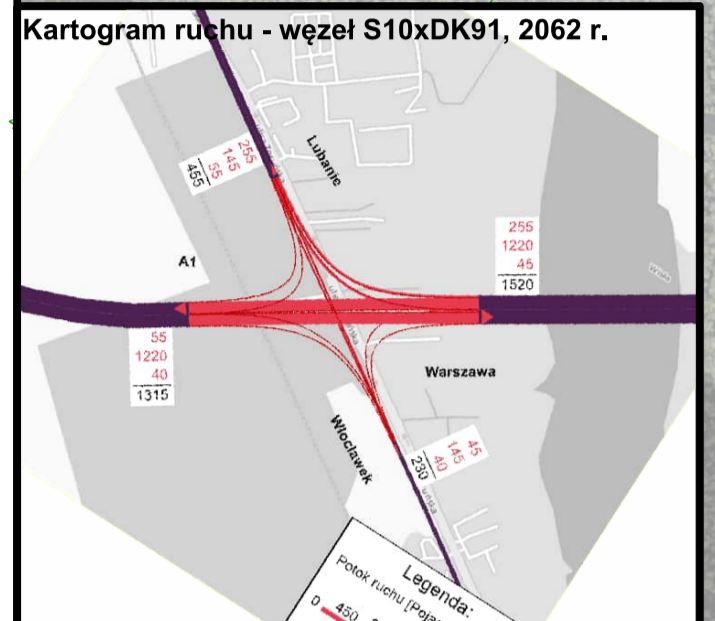 Kartogram ruchu - węzeł S10xDK91, 2062 r.
Lubanie
255
145
55
455
A1
255
1220
45
1520
Wisła
55
1220
40
1315
Warszawa
Włocławek
45
145
40
230
Legenda:
Potok ruchu [Poja
0 450